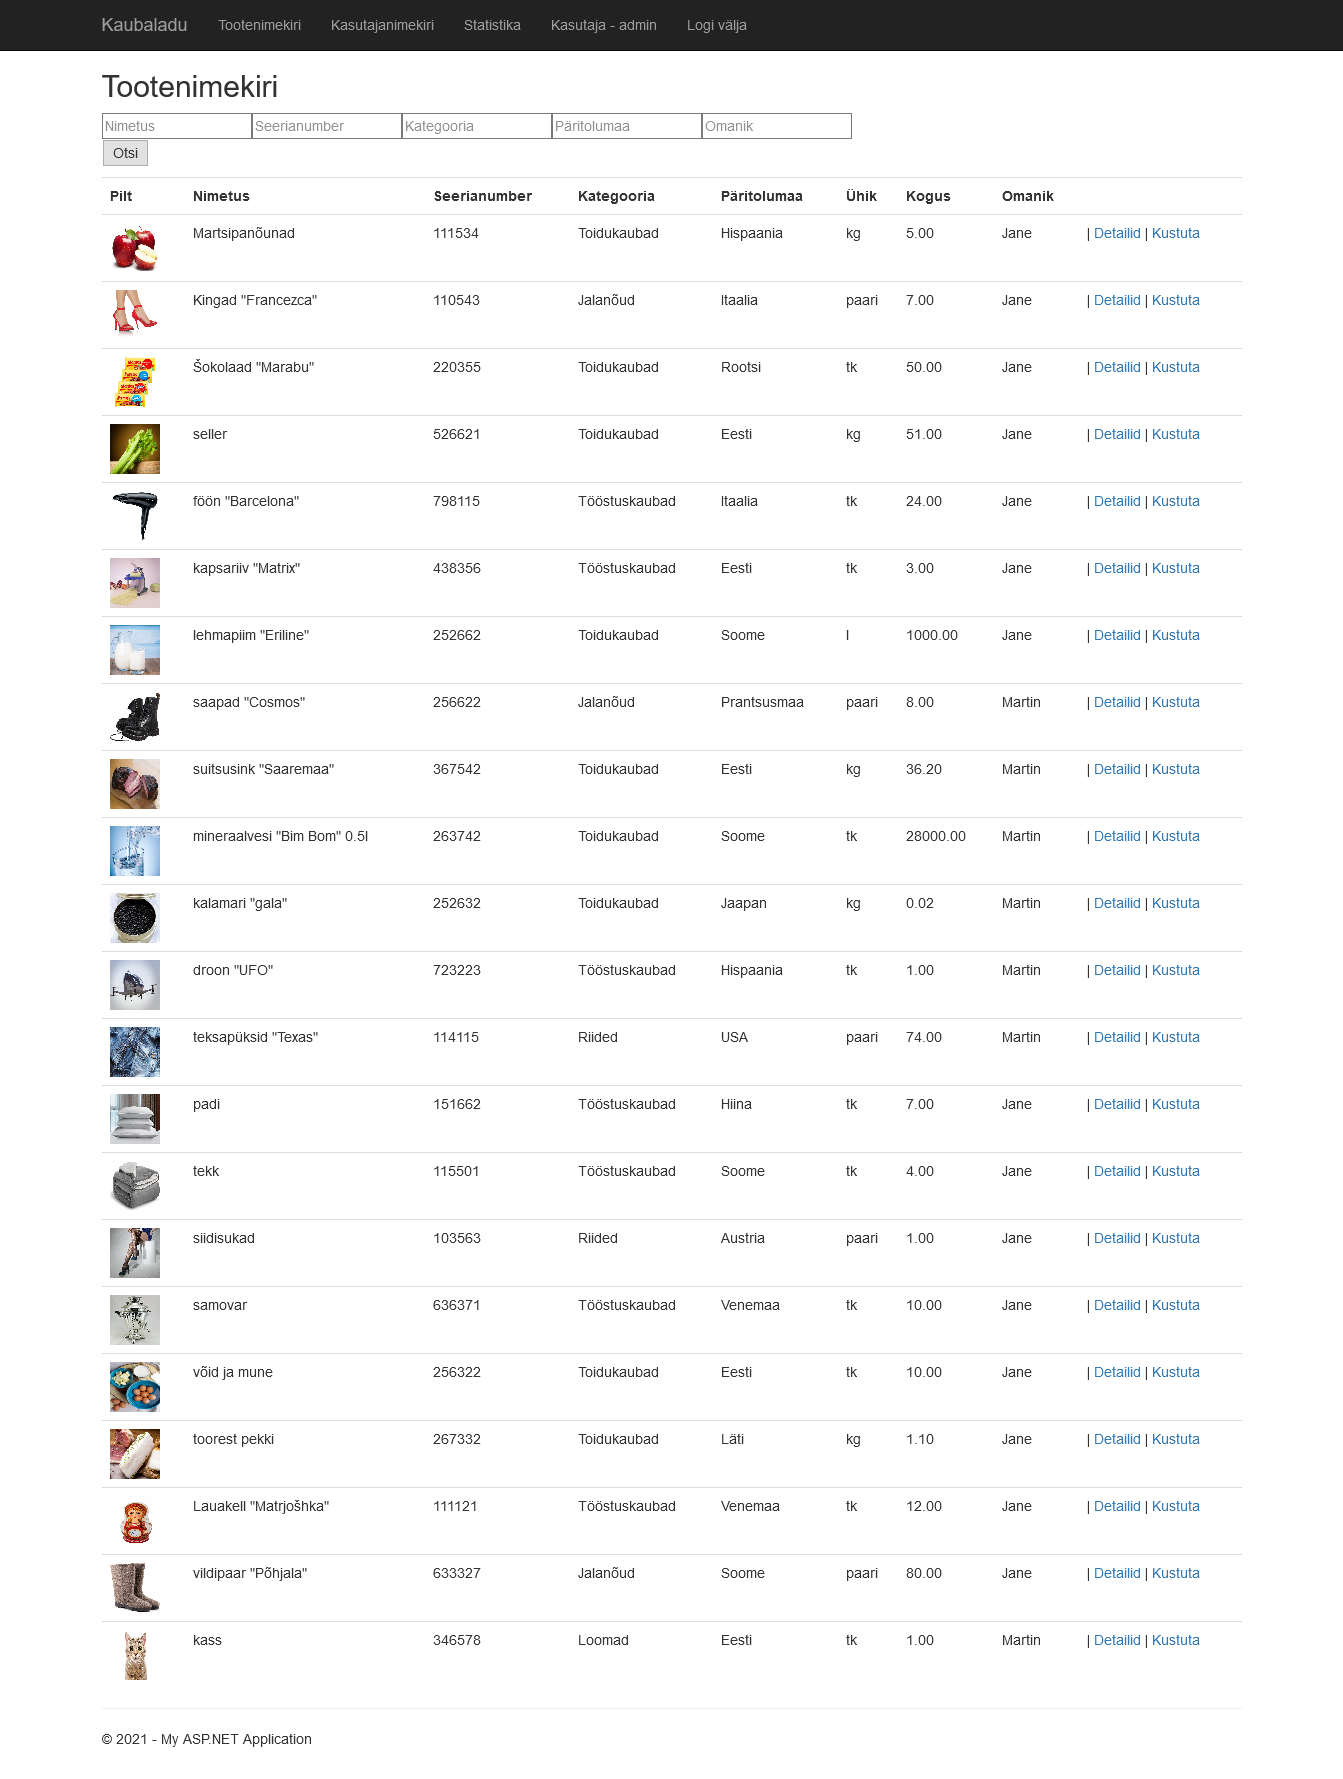 Kaubaladu Tootenimekiri Kasutajanimekiri Statistika Kasutaja - admin Logi välja
Tootenimekiri
Nimetus Seerianumber Kategooria Päritolumaa Omanik
Otsi
Pilt Nimetus Seerianumber Kategooria Päritolumaa Ühik Kogus Omanik
Martsipanõunad 111534 Toidukaubad Hispaania kg 5.00 Jane | Detailid | Kustuta
Kingad "Francezca" 110543 Jalanõud Itaalia paari 7.00 Jane | Detailid | Kustuta
Šokolaad "Marabu" 220355 Toidukaubad Rootsi tk 50.00 Jane | Detailid | Kustuta
seller 526621 Toidukaubad Eesti kg 51.00 Jane | Detailid | Kustuta
föön "Barcelona" 798115 Tööstuskaubad Itaalia tk 24.00 Jane | Detailid | Kustuta
kapsariiv "Matrix" 438356 Tööstuskaubad Eesti tk 3.00 Jane | Detailid | Kustuta
lehmapiim "Eriline" 252662 Toidukaubad Soome l 1000.00 Jane | Detailid | Kustuta
saapad "Cosmos" 256622 Jalanõud Prantsusmaa paari 8.00 Martin | Detailid | Kustuta
suitsusink "Saaremaa" 367542 Toidukaubad Eesti kg 36.20 Martin | Detailid | Kustuta
mineraalvesi "Bim Bom" 0.5l 263742 Toidukaubad Soome tk 28000.00 Martin | Detailid | Kustuta
kalamari "gala" 252632 Toidukaubad Jaapan kg 0.02 Martin | Detailid | Kustuta
droon "UFO" 723223 Tööstuskaubad Hispaania tk 1.00 Martin | Detailid | Kustuta
teksapüksid "Texas" 114115 Riided USA paari 74.00 Martin | Detailid | Kustuta
padi 151662 Tööstuskaubad Hiina tk 7.00 Jane | Detailid | Kustuta
tekk 115501 Tööstuskaubad Soome tk 4.00 Jane | Detailid | Kustuta
siidisukad 103563 Riided Austria paari 1.00 Jane | Detailid | Kustuta
samovar 636371 Tööstuskaubad Venemaa tk 10.00 Jane | Detailid | Kustuta
võid ja mune 256322 Toidukaubad Eesti tk 10.00 Jane | Detailid | Kustuta
toorest pekki 267332 Toidukaubad Läti kg 1.10 Jane | Detailid | Kustuta
Lauakell "Matrjošhka" 111121 Tööstuskaubad Venemaa tk 12.00 Jane | Detailid | Kustuta
vildipaar "Põhjala" 633327 Jalanõud Soome paari 80.00 Jane | Detailid | Kustuta
kass 346578 Loomad Eesti tk 1.00 Martin | Detailid | Kustuta
© 2021 - My ASP.NET Application